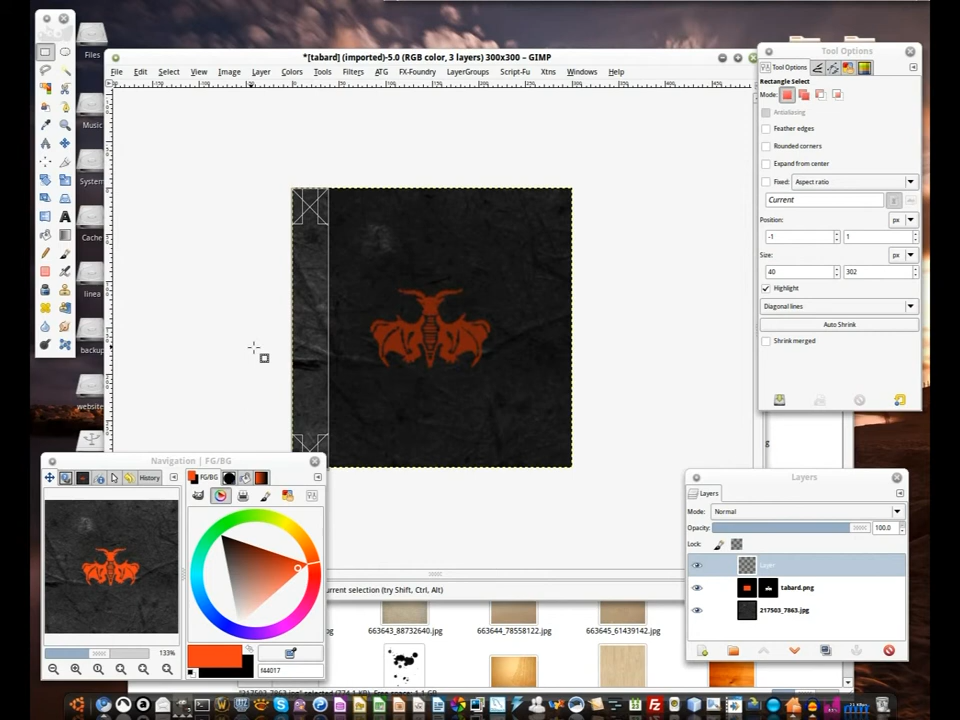 Files
Music
System
Cache
linea
backup
website
*[tabard] (imported)-5.0 (RGB color, 3 layers) 300x300 – GIMP
File Edit Select View Image Layer Colors Tools Filters ATG FX-Foundry LayerGroups Script-Fu Xtns Windows Help
Tool Options
Tool Options
Rectangle Select
Mode:
Antialiasing
Feather edges
Rounded corners
Expand from center
Fixed: Aspect ratio
Current
Position: px
-1 1
Size: px
40 302
Highlight
Diagonal lines
Auto Shrink
Shrink merged
Navigation | FG/BG
History
FG/BG
133%
f44017
urrent selection (try Shift, Ctrl, Alt)
663643_88732640.jpg
663644_78558122.jpg
663645_61439142.jpg
Layers
Layers
Mode: Normal
Opacity: 100.0
Lock:
Layer
tabard.png
217503_7863.jpg